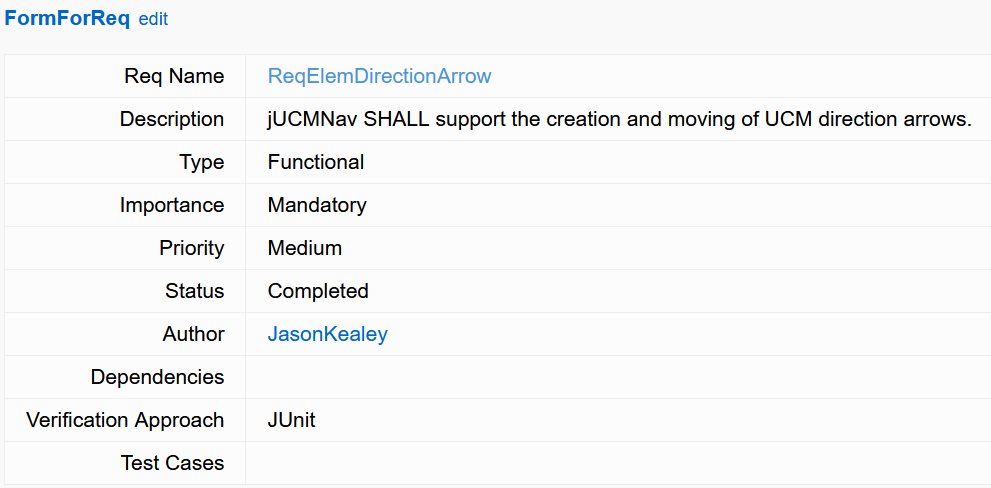 FormForReq edit
Req Name ReqElemDirectionArrow
Description jUCMNav SHALL support the creation and moving of UCM direction arrows.
Type Functional
Importance Mandatory
Priority Medium
Status Completed
Author JasonKealey
Dependencies
Verification Approach JUnit
Test Cases